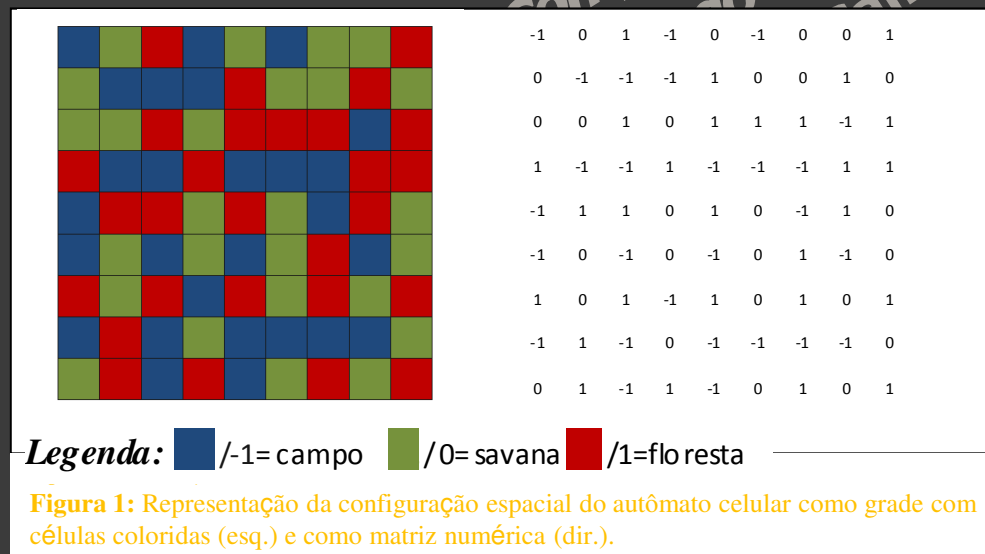 -1 0 1 -1 0 -1 0 0 1
0 -1 -1 -1 1 0 0 1 0
0 0 1 0 1 1 1 -1 1
1 -1 -1 1 -1 -1 -1 1 1
-1 1 1 0 1 0 -1 1 0
-1 0 -1 0 -1 0 1 -1 0
1 0 1 -1 1 0 1 0 1
-1 1 -1 0 -1 -1 -1 -1 0
0 1 -1 1 -1 0 1 0 1
Legenda: /-1= campo /0= savana /1=floresta
Figura 1: Representação da configuração espacial do autômato celular como grade com
células coloridas (esq.) e como matriz numérica (dir.).